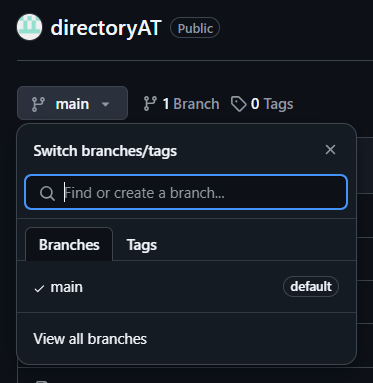 directoryAT Public
main 1 Branch 0 Tags
Switch branches/tags
Find or create a branch...
Branches Tags
main default
View all branches